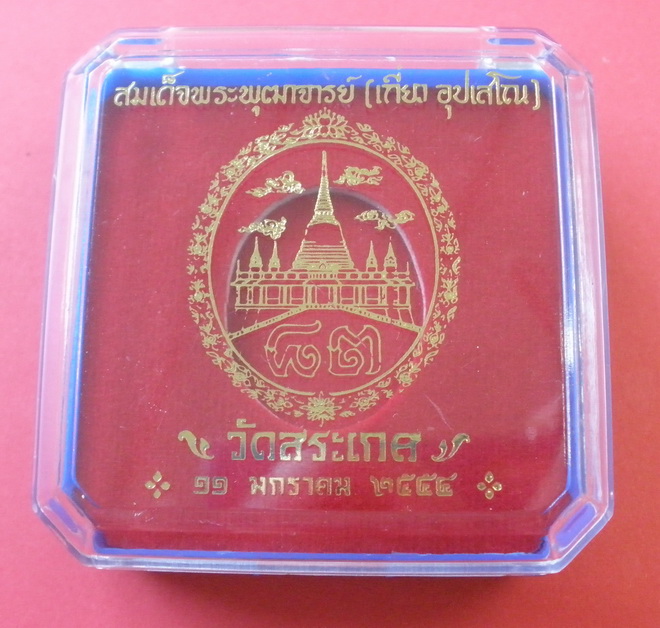 สมเด็จพระพุฒาจารย์ (เกี่ยว อุปเสโณ)
๘๓
วัดสระเกศ
๑๑ มกราคม ๒๕๕๔